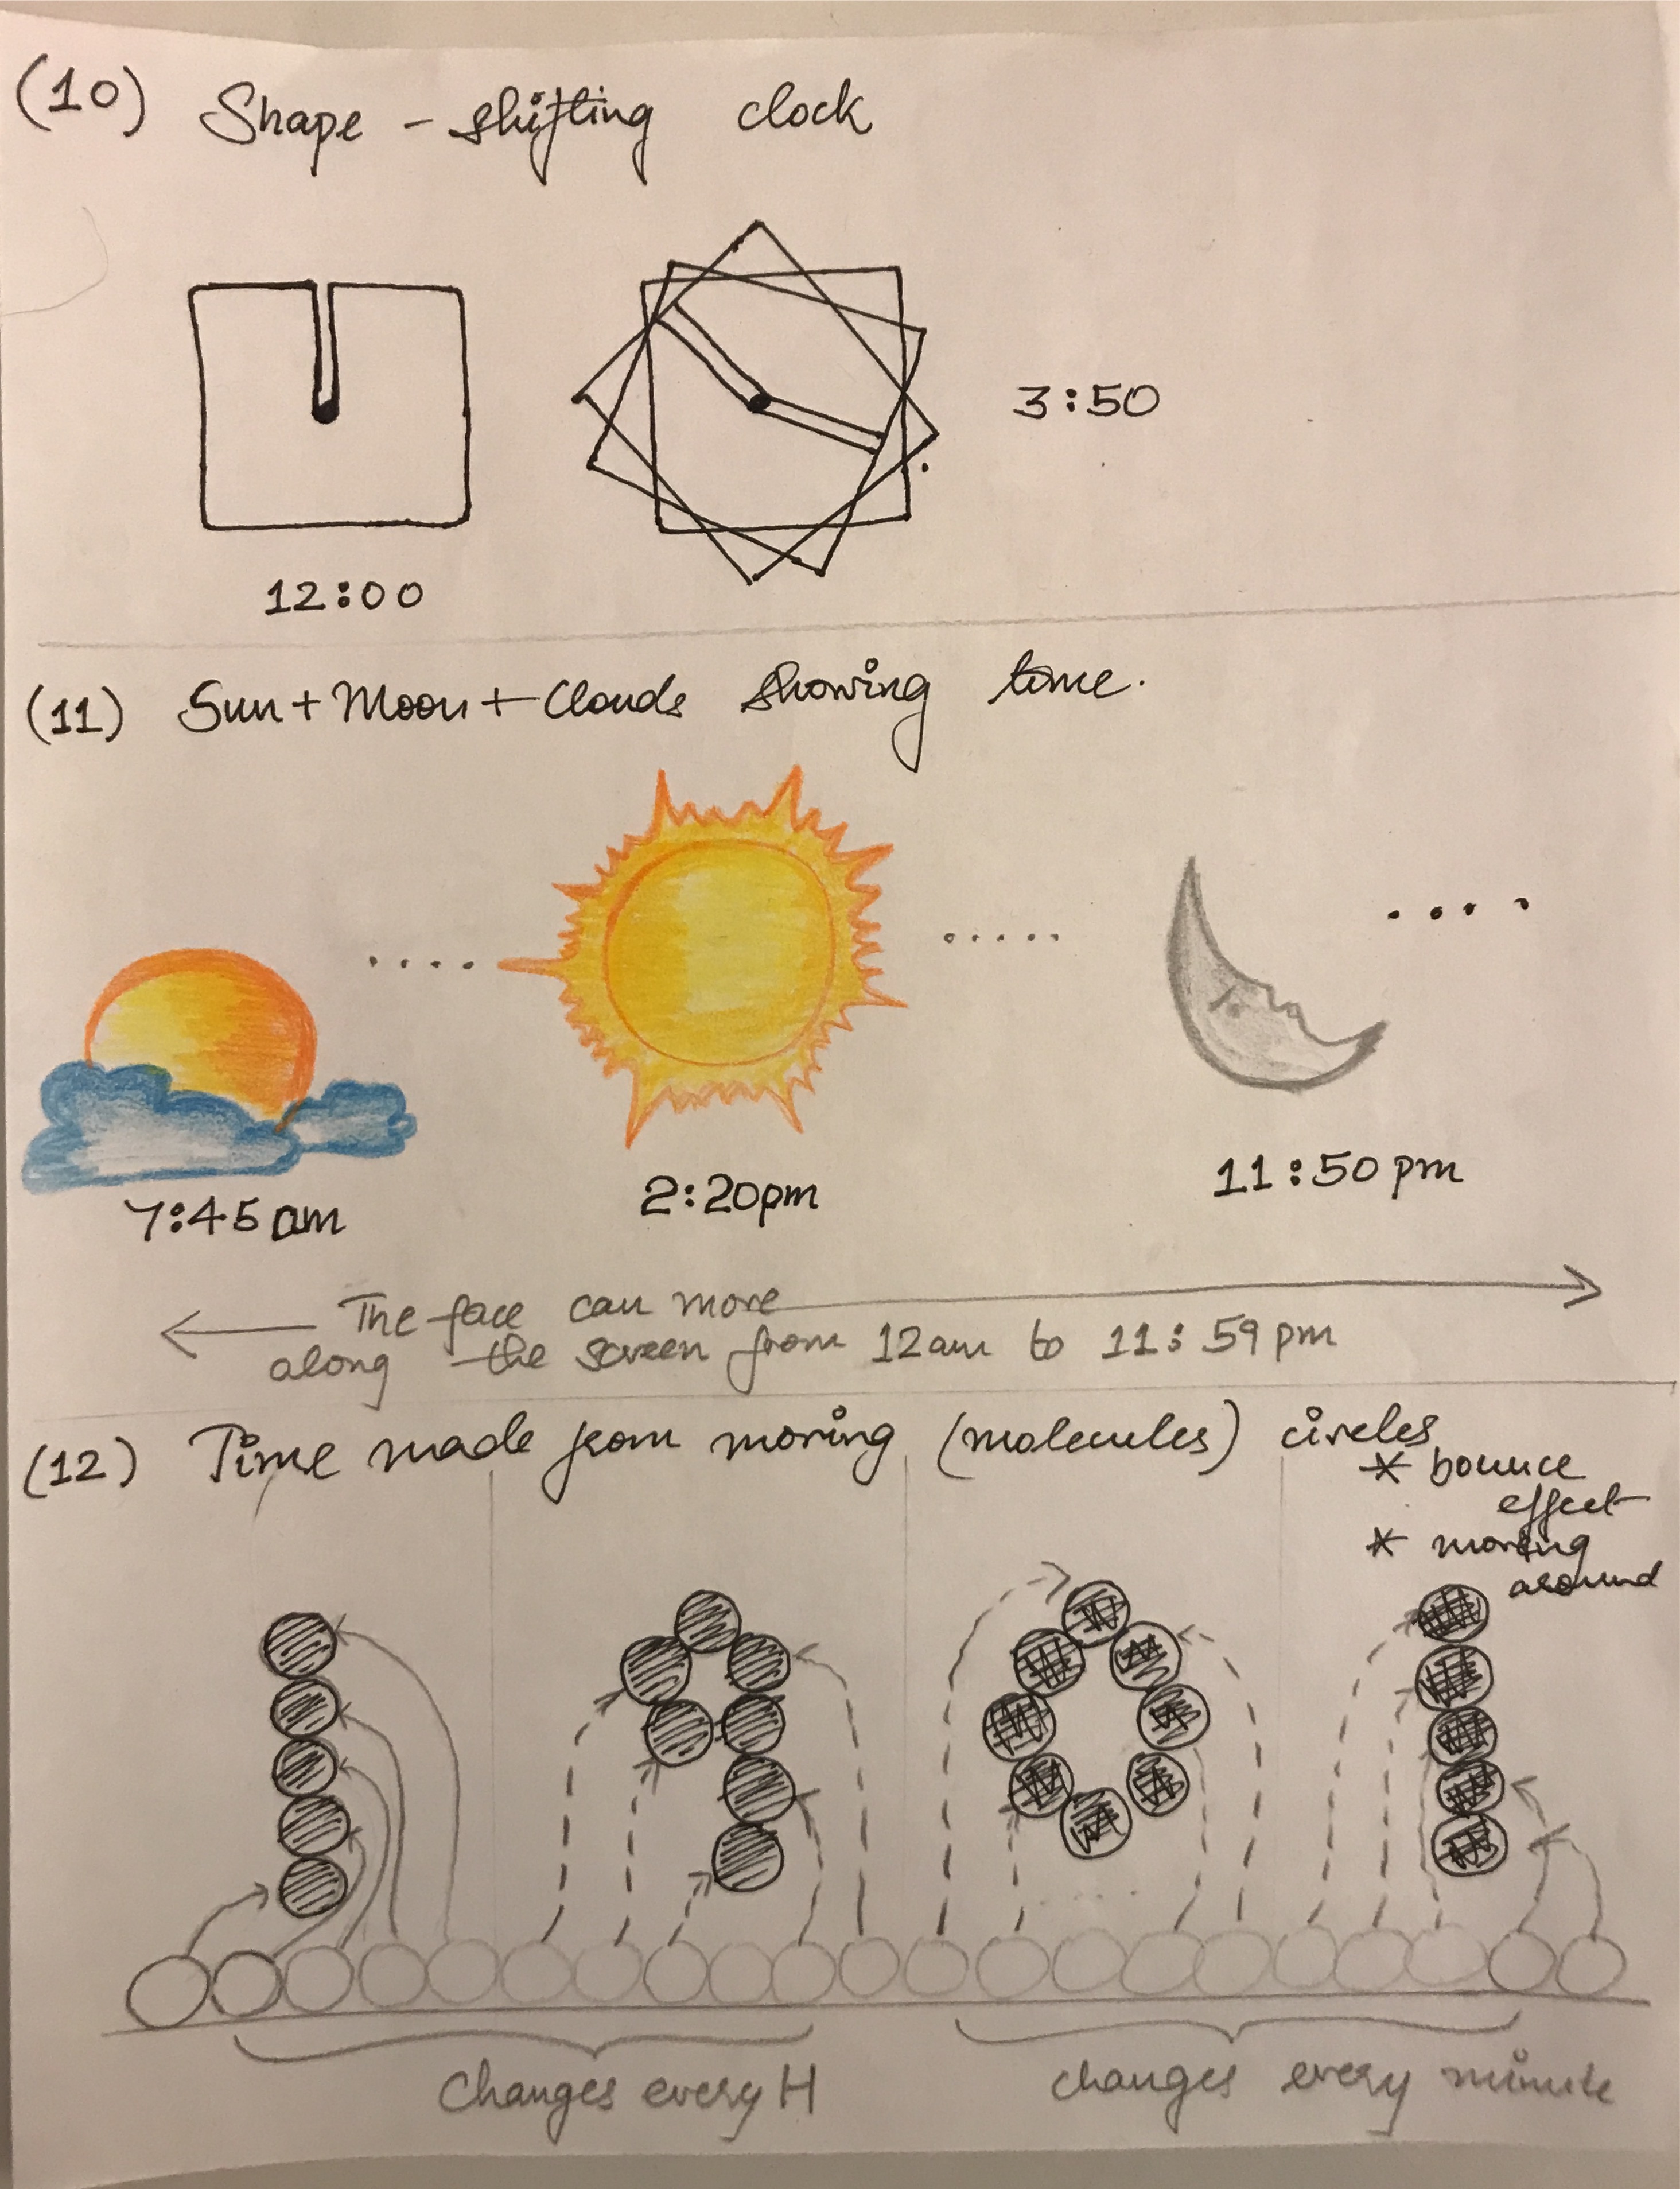 (10) Shape - shifting clock
3:50
12:00
(11) Sun + Moon + Clouds showing time.
7:45 am
2:20pm
11:50 pm
The face can move
along the screen from 12am to 11:59 pm
(12) Time made from moving (molecules) circles
* bounce
effect
* moving
around
changes every H
changes every minute